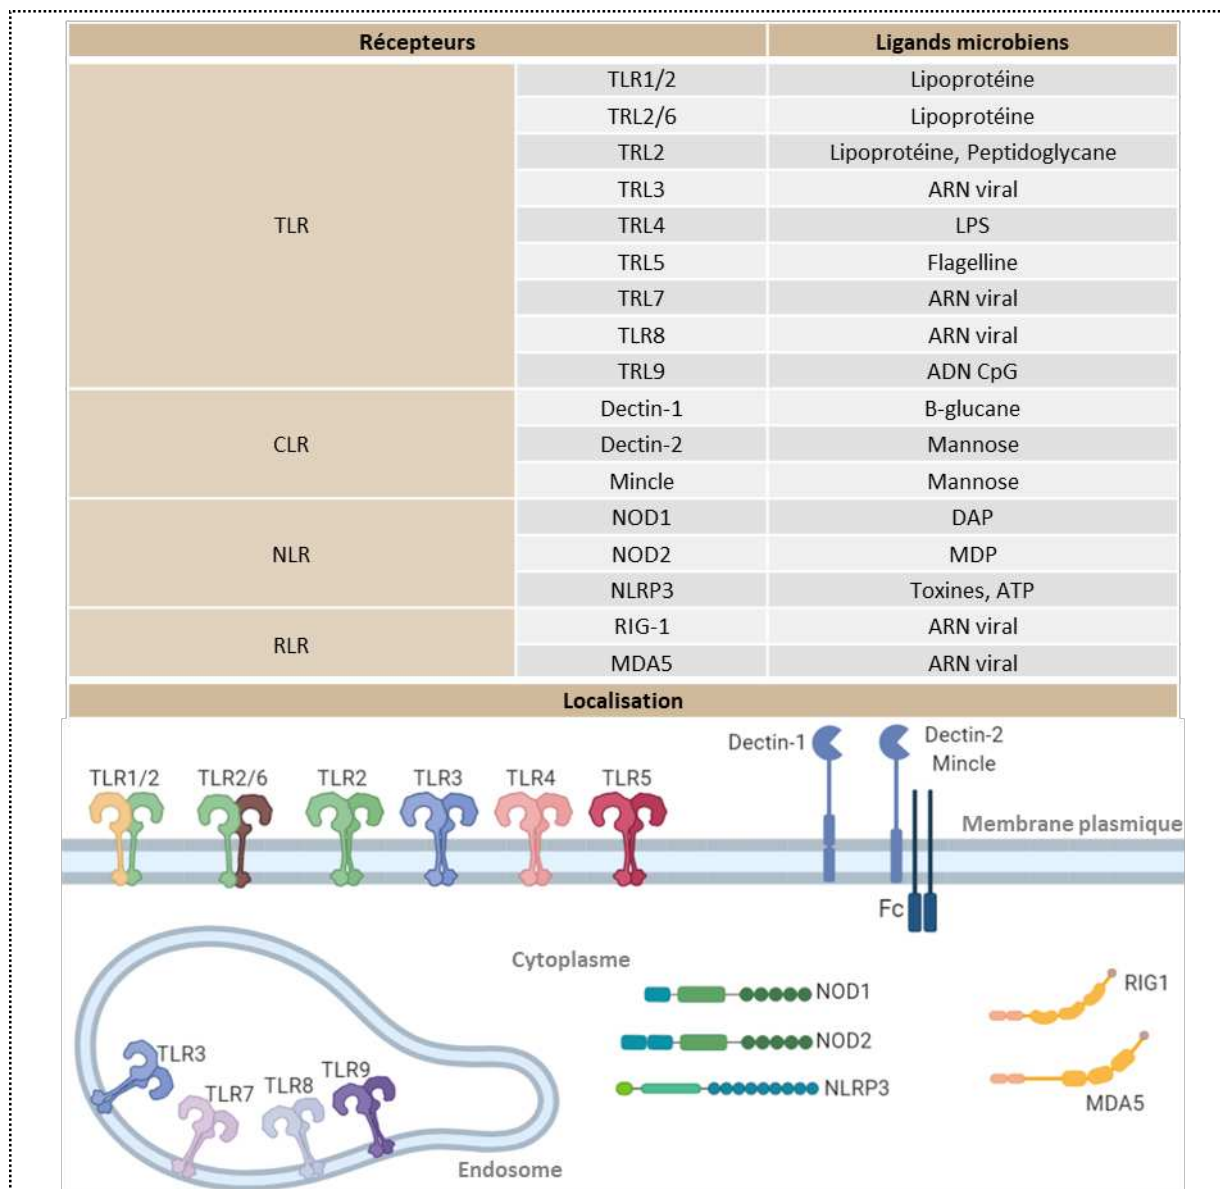 Récepteurs Ligands microbiens
TLR1/2 Lipoprotéine
TRL2/6 Lipoprotéine
TRL2 Lipoprotéine, Peptidoglycane
TRL3 ARN viral
TLR TRL4 LPS
TRL5 Flagelline
TRL7 ARN viral
TLR8 ARN viral
TRL9 ADN CpG
Dectin-1 B-glucane
CLR Dectin-2 Mannose
Mincle Mannose
NOD1 DAP
NLR NOD2 MDP
NLRP3 Toxines, ATP
RLR RIG-1 ARN viral
MDA5 ARN viral
Localisation
Dectin-1 Dectin-2
Mincle
TLR1/2 TLR2/6 TLR2 TLR3 TLR4 TLR5
Membrane plasmique
Fc
Cytoplasme
RIG1
NOD1
NOD2
TLR3 TLR7 TLR8 TLR9
NLRP3
MDA5
Endosome